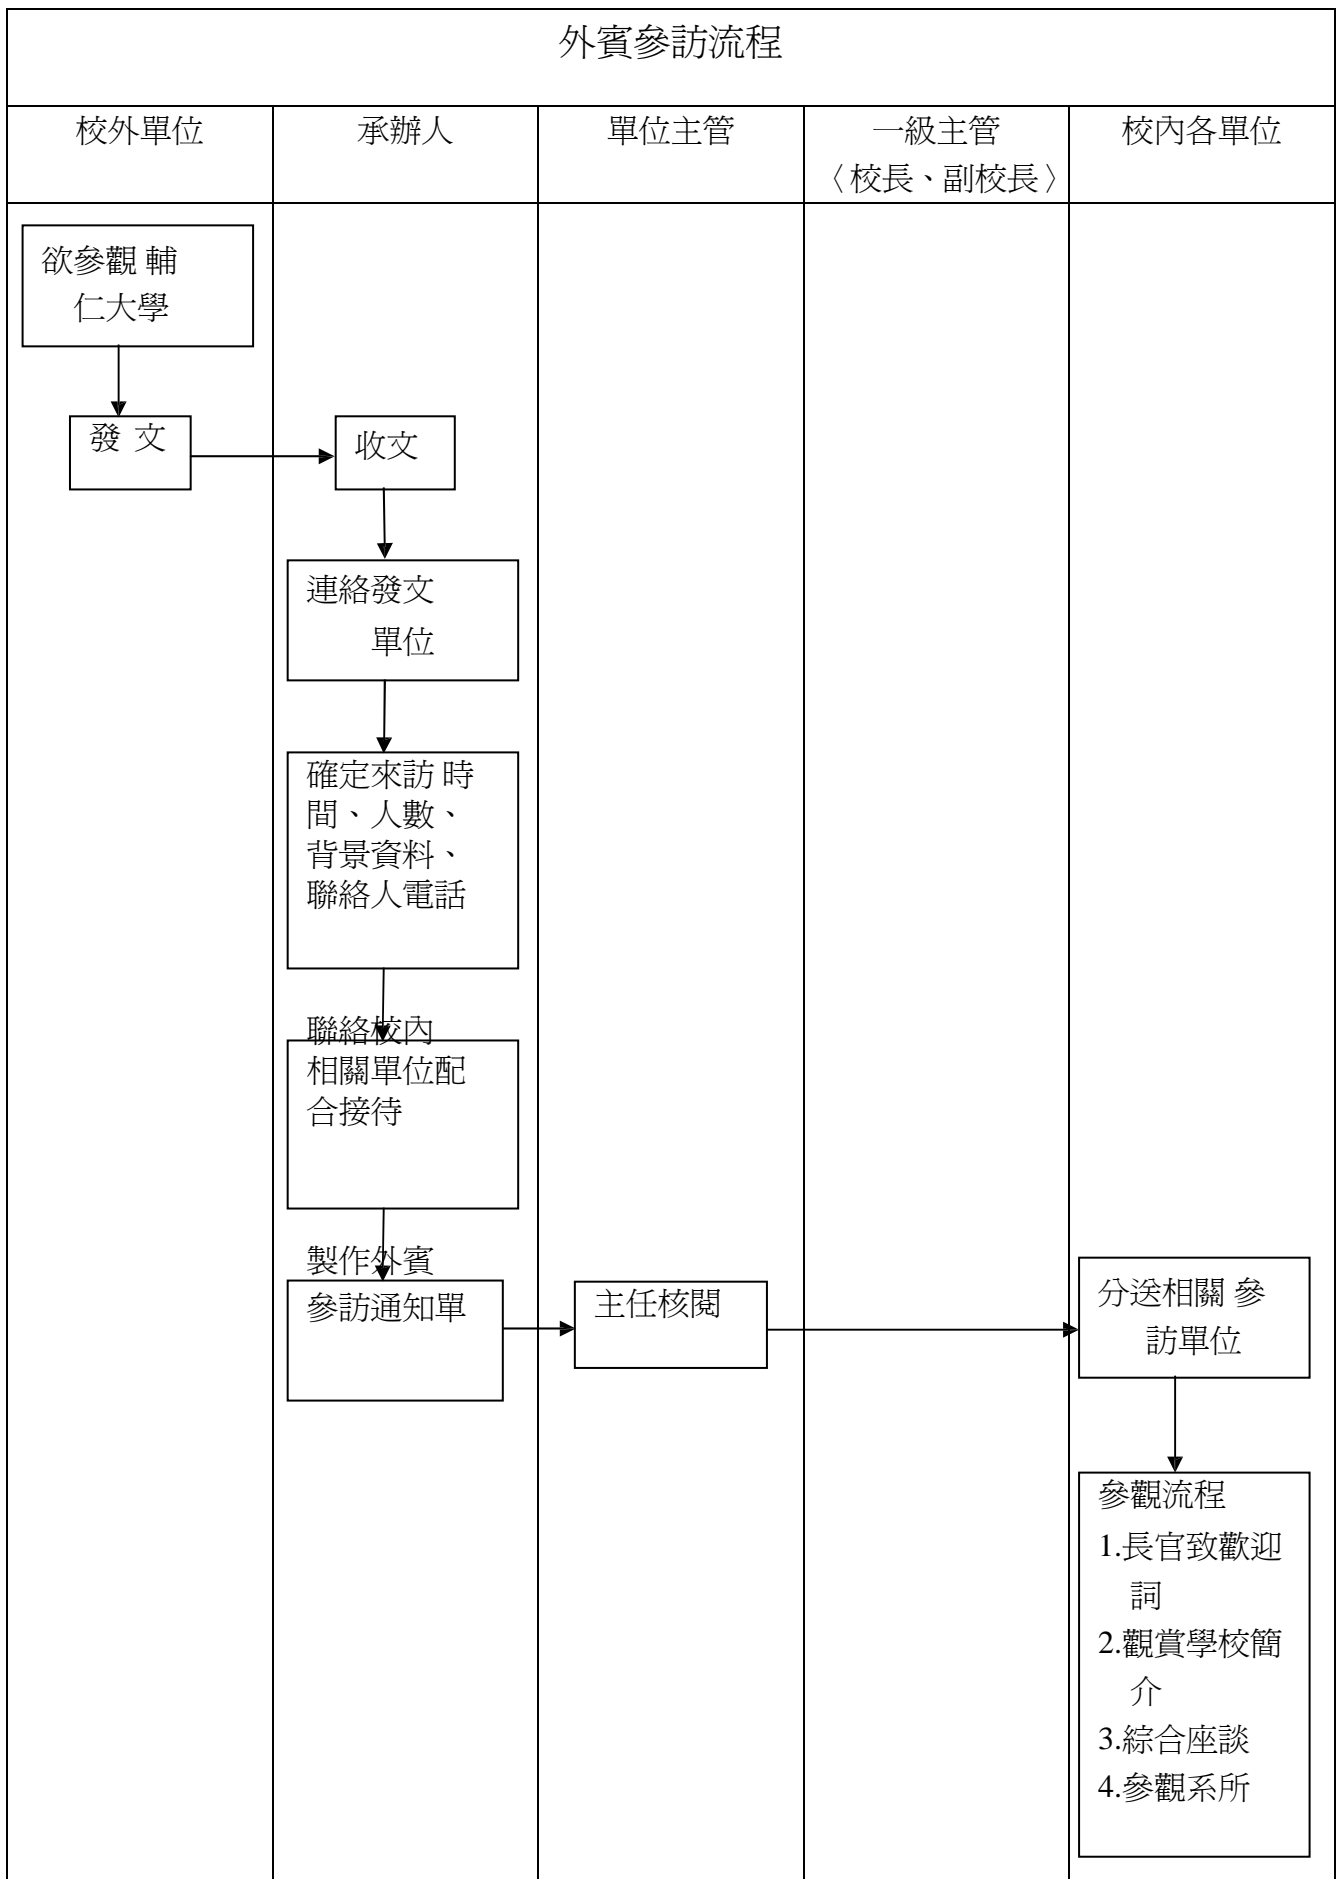 外賓參訪流程
校外單位
承辦人
單位主管
一級主管
〈校長、副校長〉
校內各單位
欲參觀 輔
仁大學
發 文
收文
連絡發文
單位
確定來訪 時
間、人數、
背景資料、
聯絡人電話
聯絡校內
相關單位配
合接待
製作外賓
參訪通知單
主任核閱
分送相關 參
訪單位
參觀流程
1.長官致歡迎
詞
2.觀賞學校簡
介
3.綜合座談
4.參觀系所